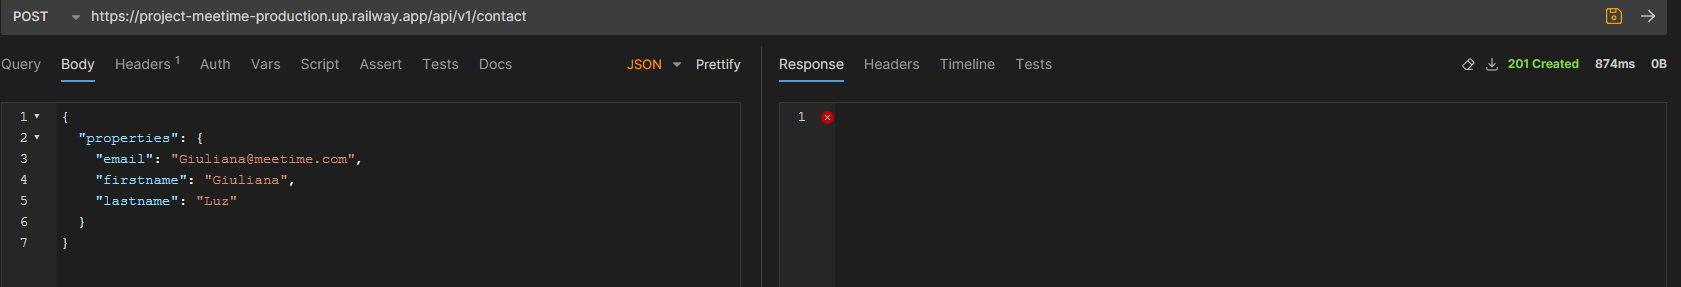 POST https://project-meetime-production.up.railway.app/api/v1/contact
Query Body Headers 1 Auth Vars Script Assert Tests Docs JSON Prettify
Response Headers Timeline Tests 201 Created 874ms 0B
1 {
2 "properties": {
3 "email": "Giuliana@meetime.com",
4 "firstname": "Giuliana",
5 "lastname": "Luz"
6 }
7 }
1